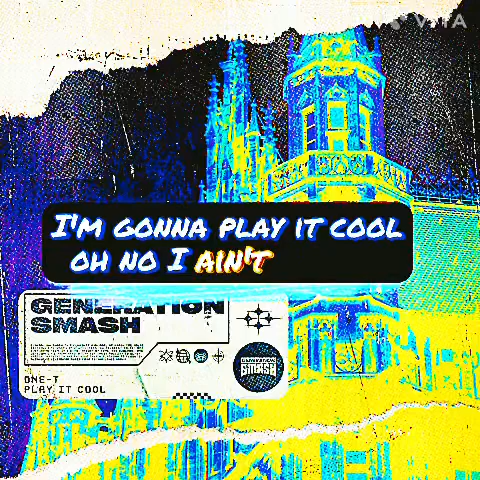 VITA
I'M GONNA PLAY IT COOL
OH NO I AIN'T
GENERATION
SMASH
GENERATION
SMASH
ONE-T
PLAY IT COOL